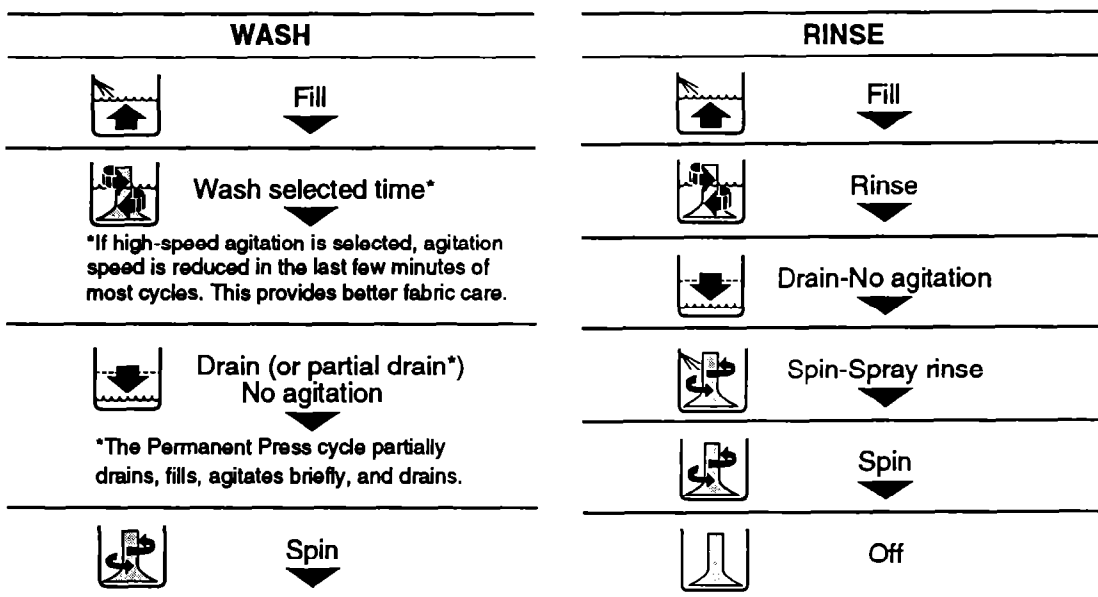 WASH
Fill
Wash selected time*
*If high-speed agitation is selected, agitation
speed is reduced in the last few minutes of
most cycles. This provides better fabric care.
Drain (or partial drain*)
No agitation
*The Permanent Press cycle partially
drains, fills, agitates briefly, and drains.
Spin
RINSE
Fill
Rinse
Drain-No agitation
Spin-Spray rinse
Spin
Off